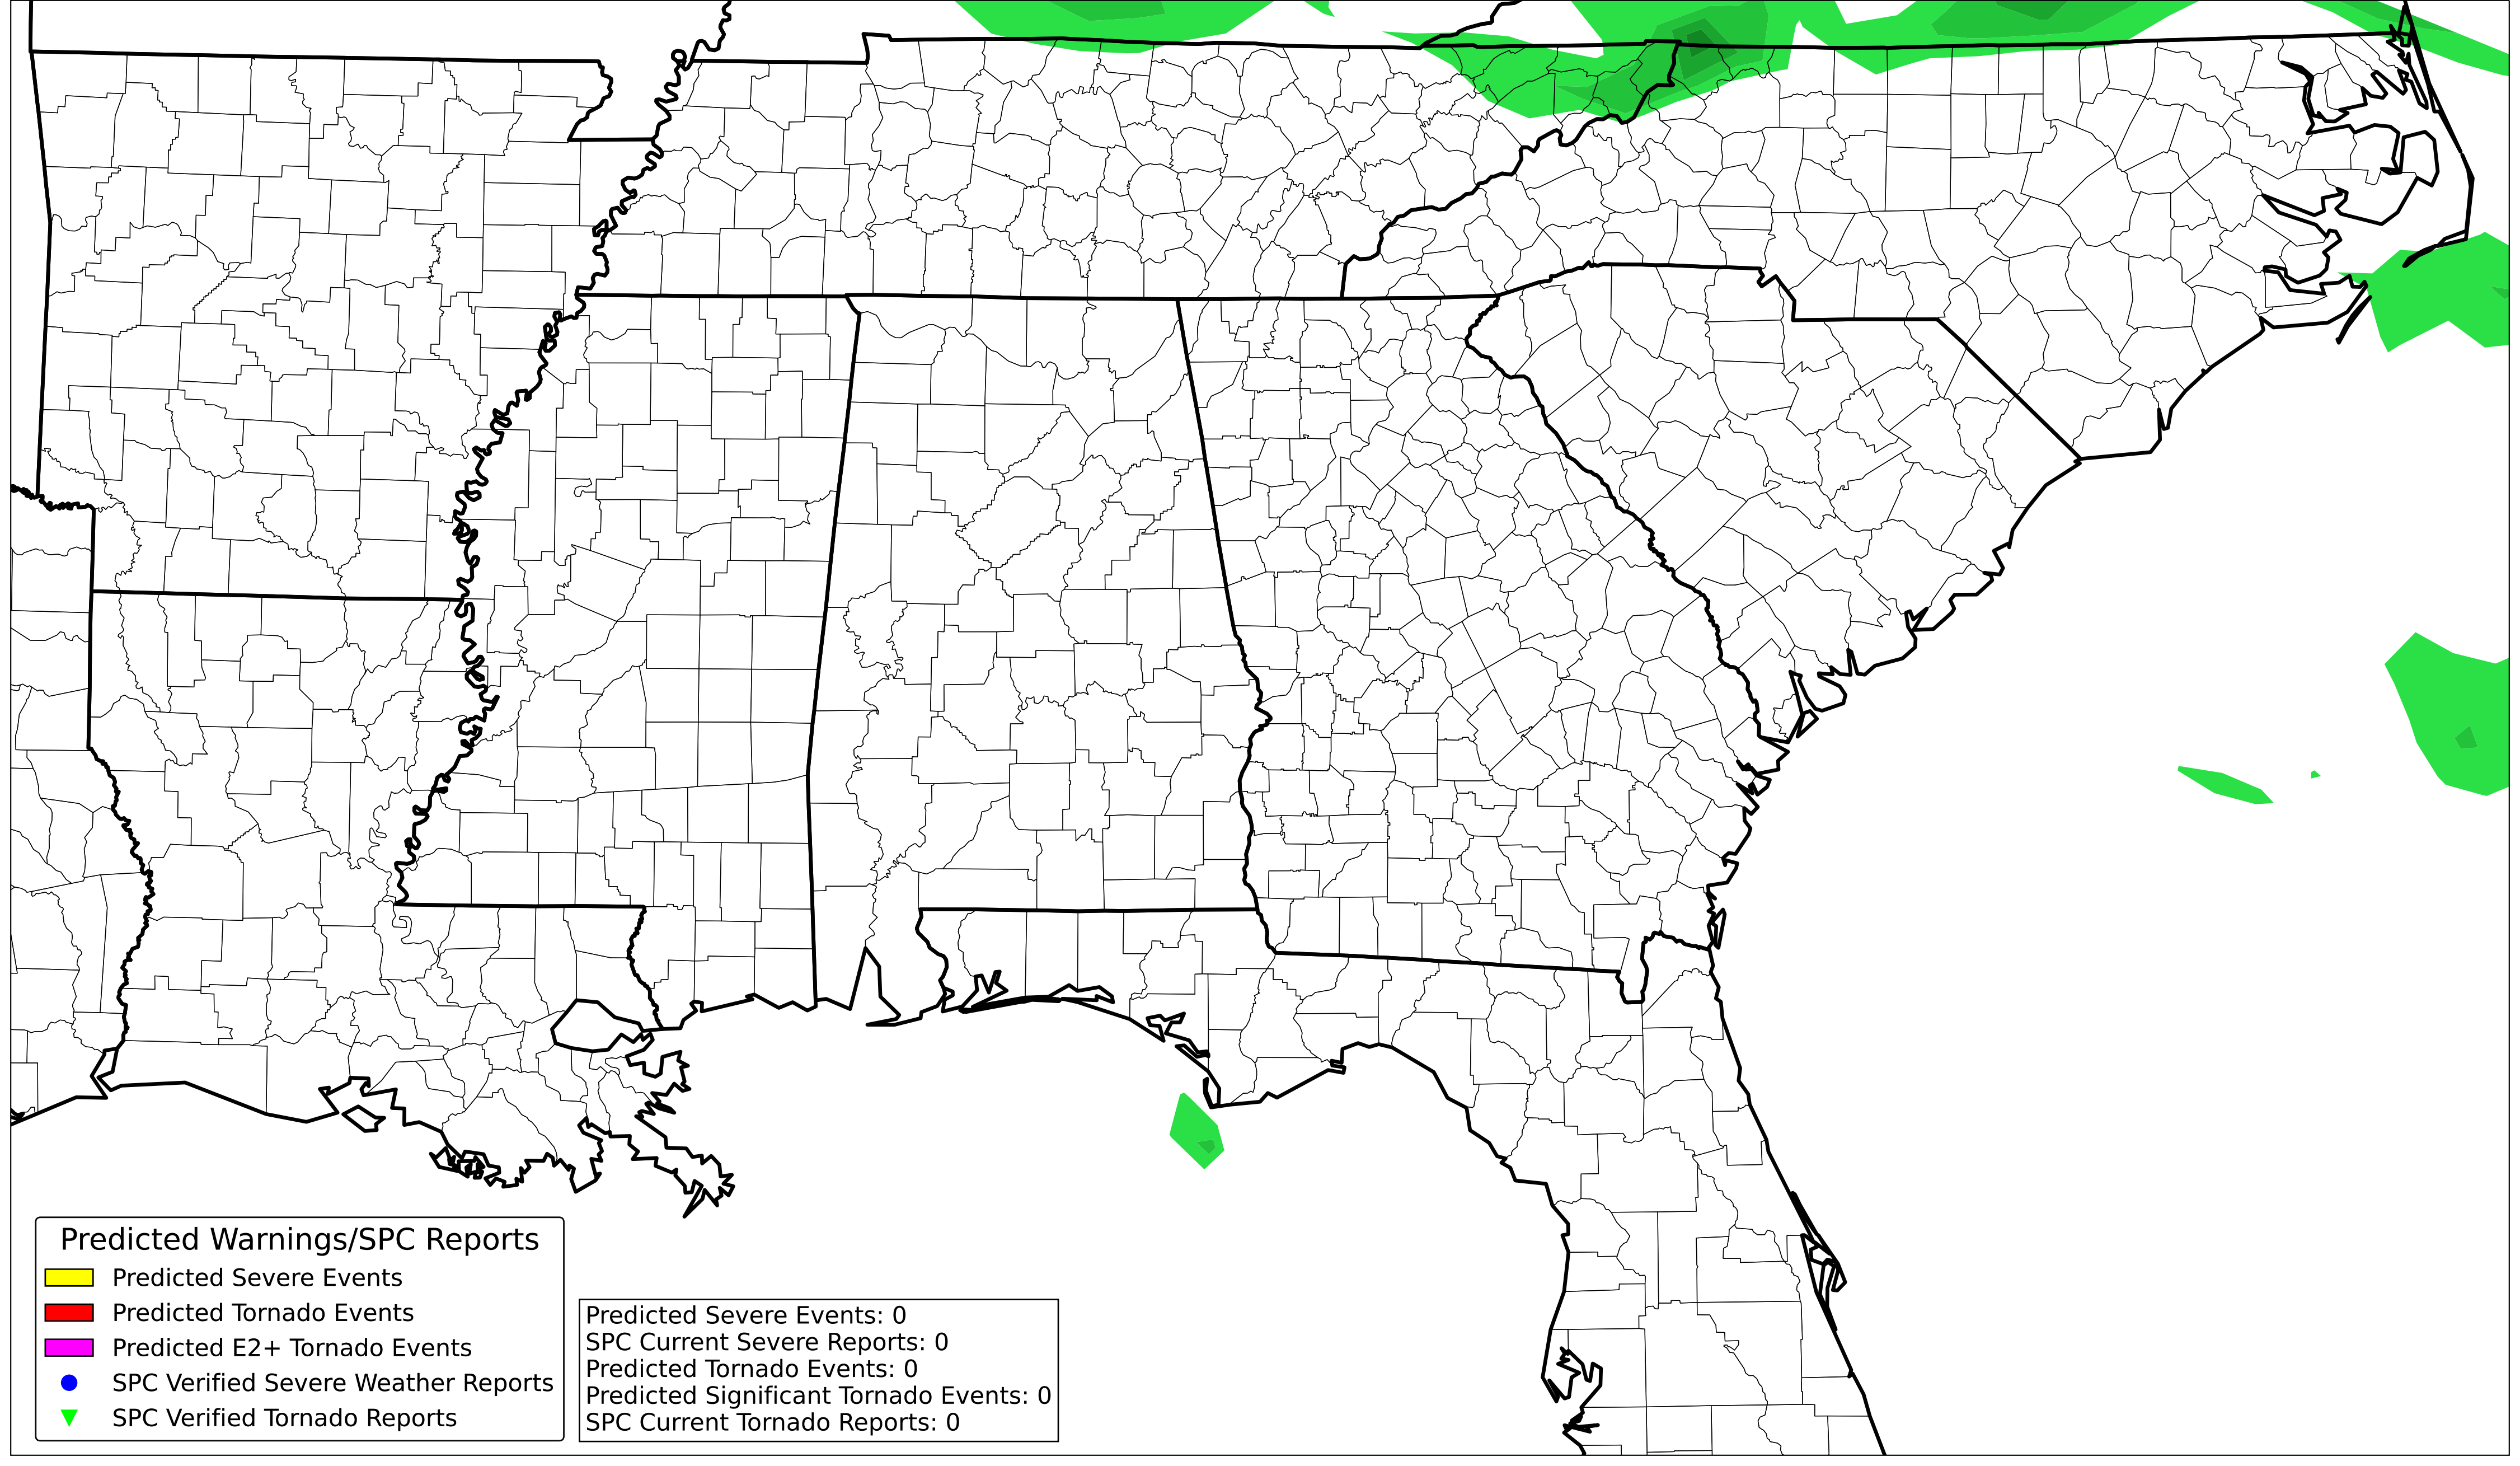 Predicted Warnings/SPC Reports
Predicted Severe Events
Predicted Tornado Events
Predicted E2+ Tornado Events
SPC Verified Severe Weather Reports
SPC Verified Tornado Reports
Predicted Severe Events: 0
SPC Current Severe Reports: 0
Predicted Tornado Events: 0
Predicted Significant Tornado Events: 0
SPC Current Tornado Reports: 0